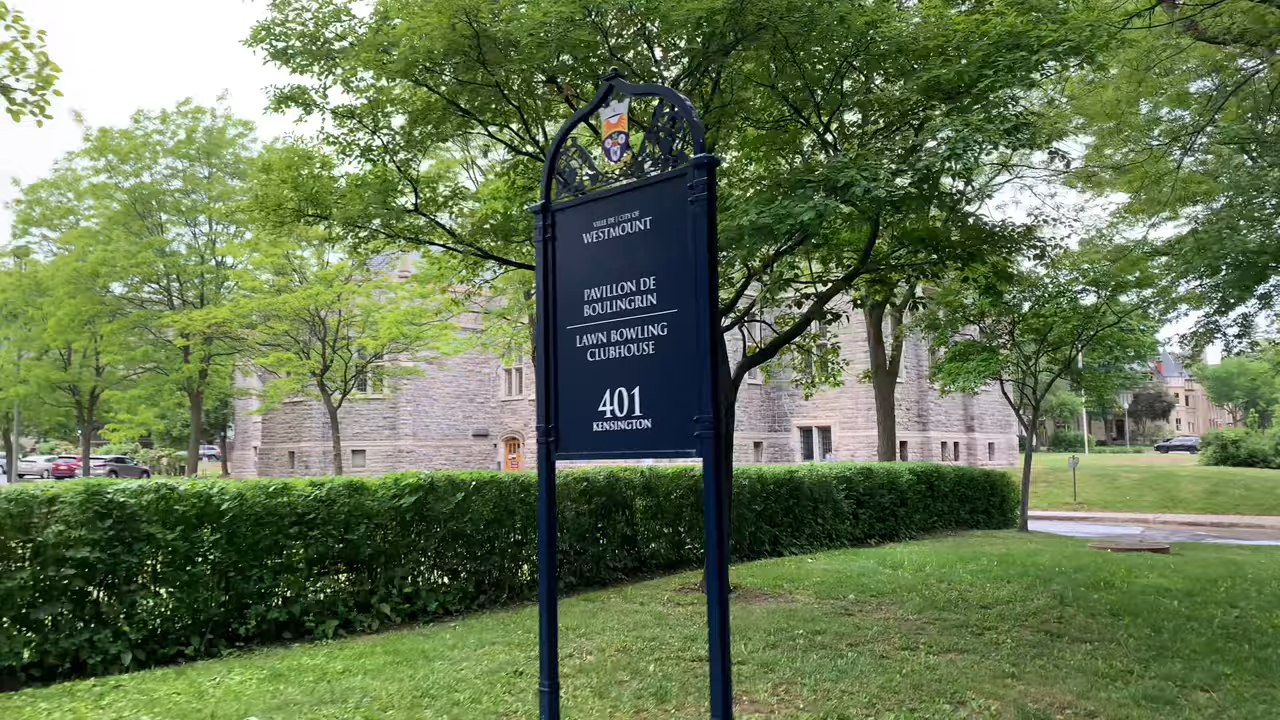 VILLE DE | CITY OF
WESTMOUNT
PAVILLON DE
BOULINGRIN
LAWN BOWLING
CLUBHOUSE
401
KENSINGTON